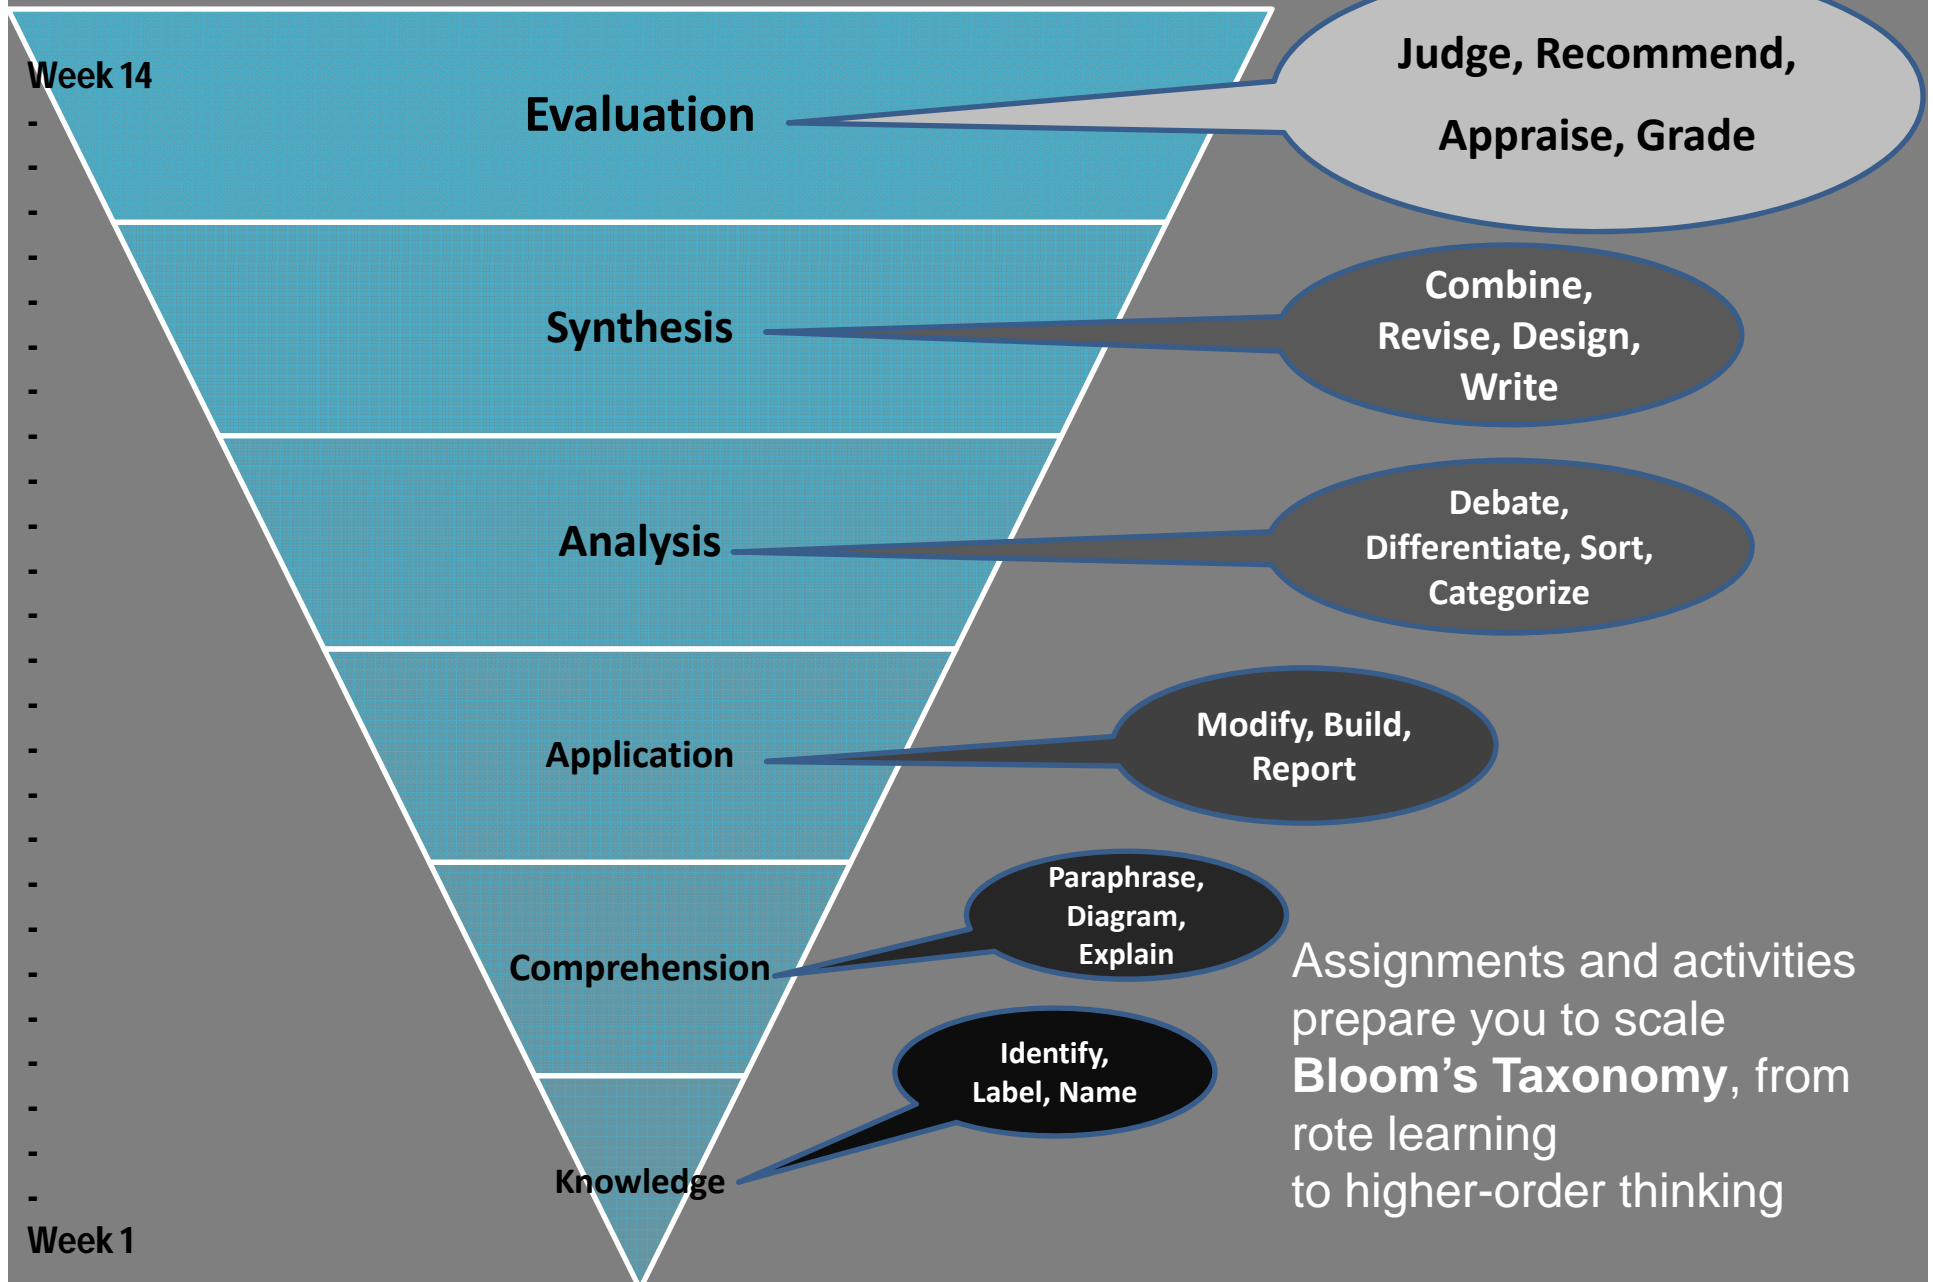 Week 14
Evaluation
Judge, Recommend,
Appraise, Grade
-
-
-
-
-
Synthesis
Combine,
Revise, Design,
Write
-
-
-
-
-
Analysis
Debate,
Differentiate, Sort,
Categorize
-
-
-
-
-
Application
Modify, Build,
Report
-
-
-
-
-
Comprehension
Paraphrase,
Diagram,
Explain
-
-
-
-
-
Knowledge
Identify,
Label, Name
Week 1
Assignments and activities
prepare you to scale
Bloom’s Taxonomy, from
rote learning
to higher-order thinking